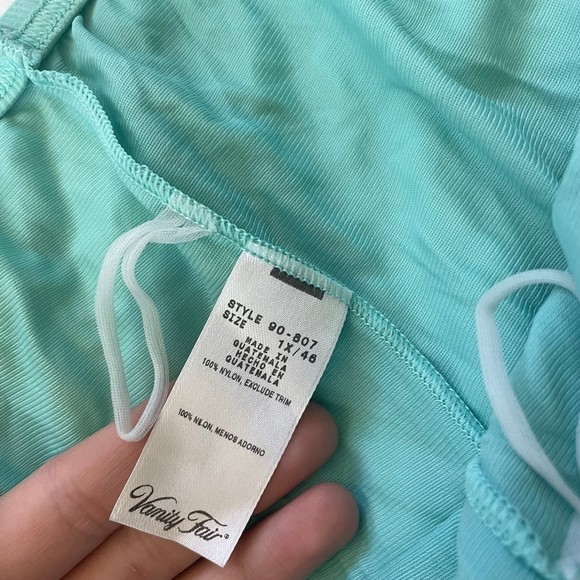 STYLE 90-807
SIZE 1X/46
MADE IN
GUATEMALA
HECHO EN
GUATEMALA
100% NYLON, EXCLUDE TRIM
100% NILON, MENOS ADORNO
Vanity Fair®